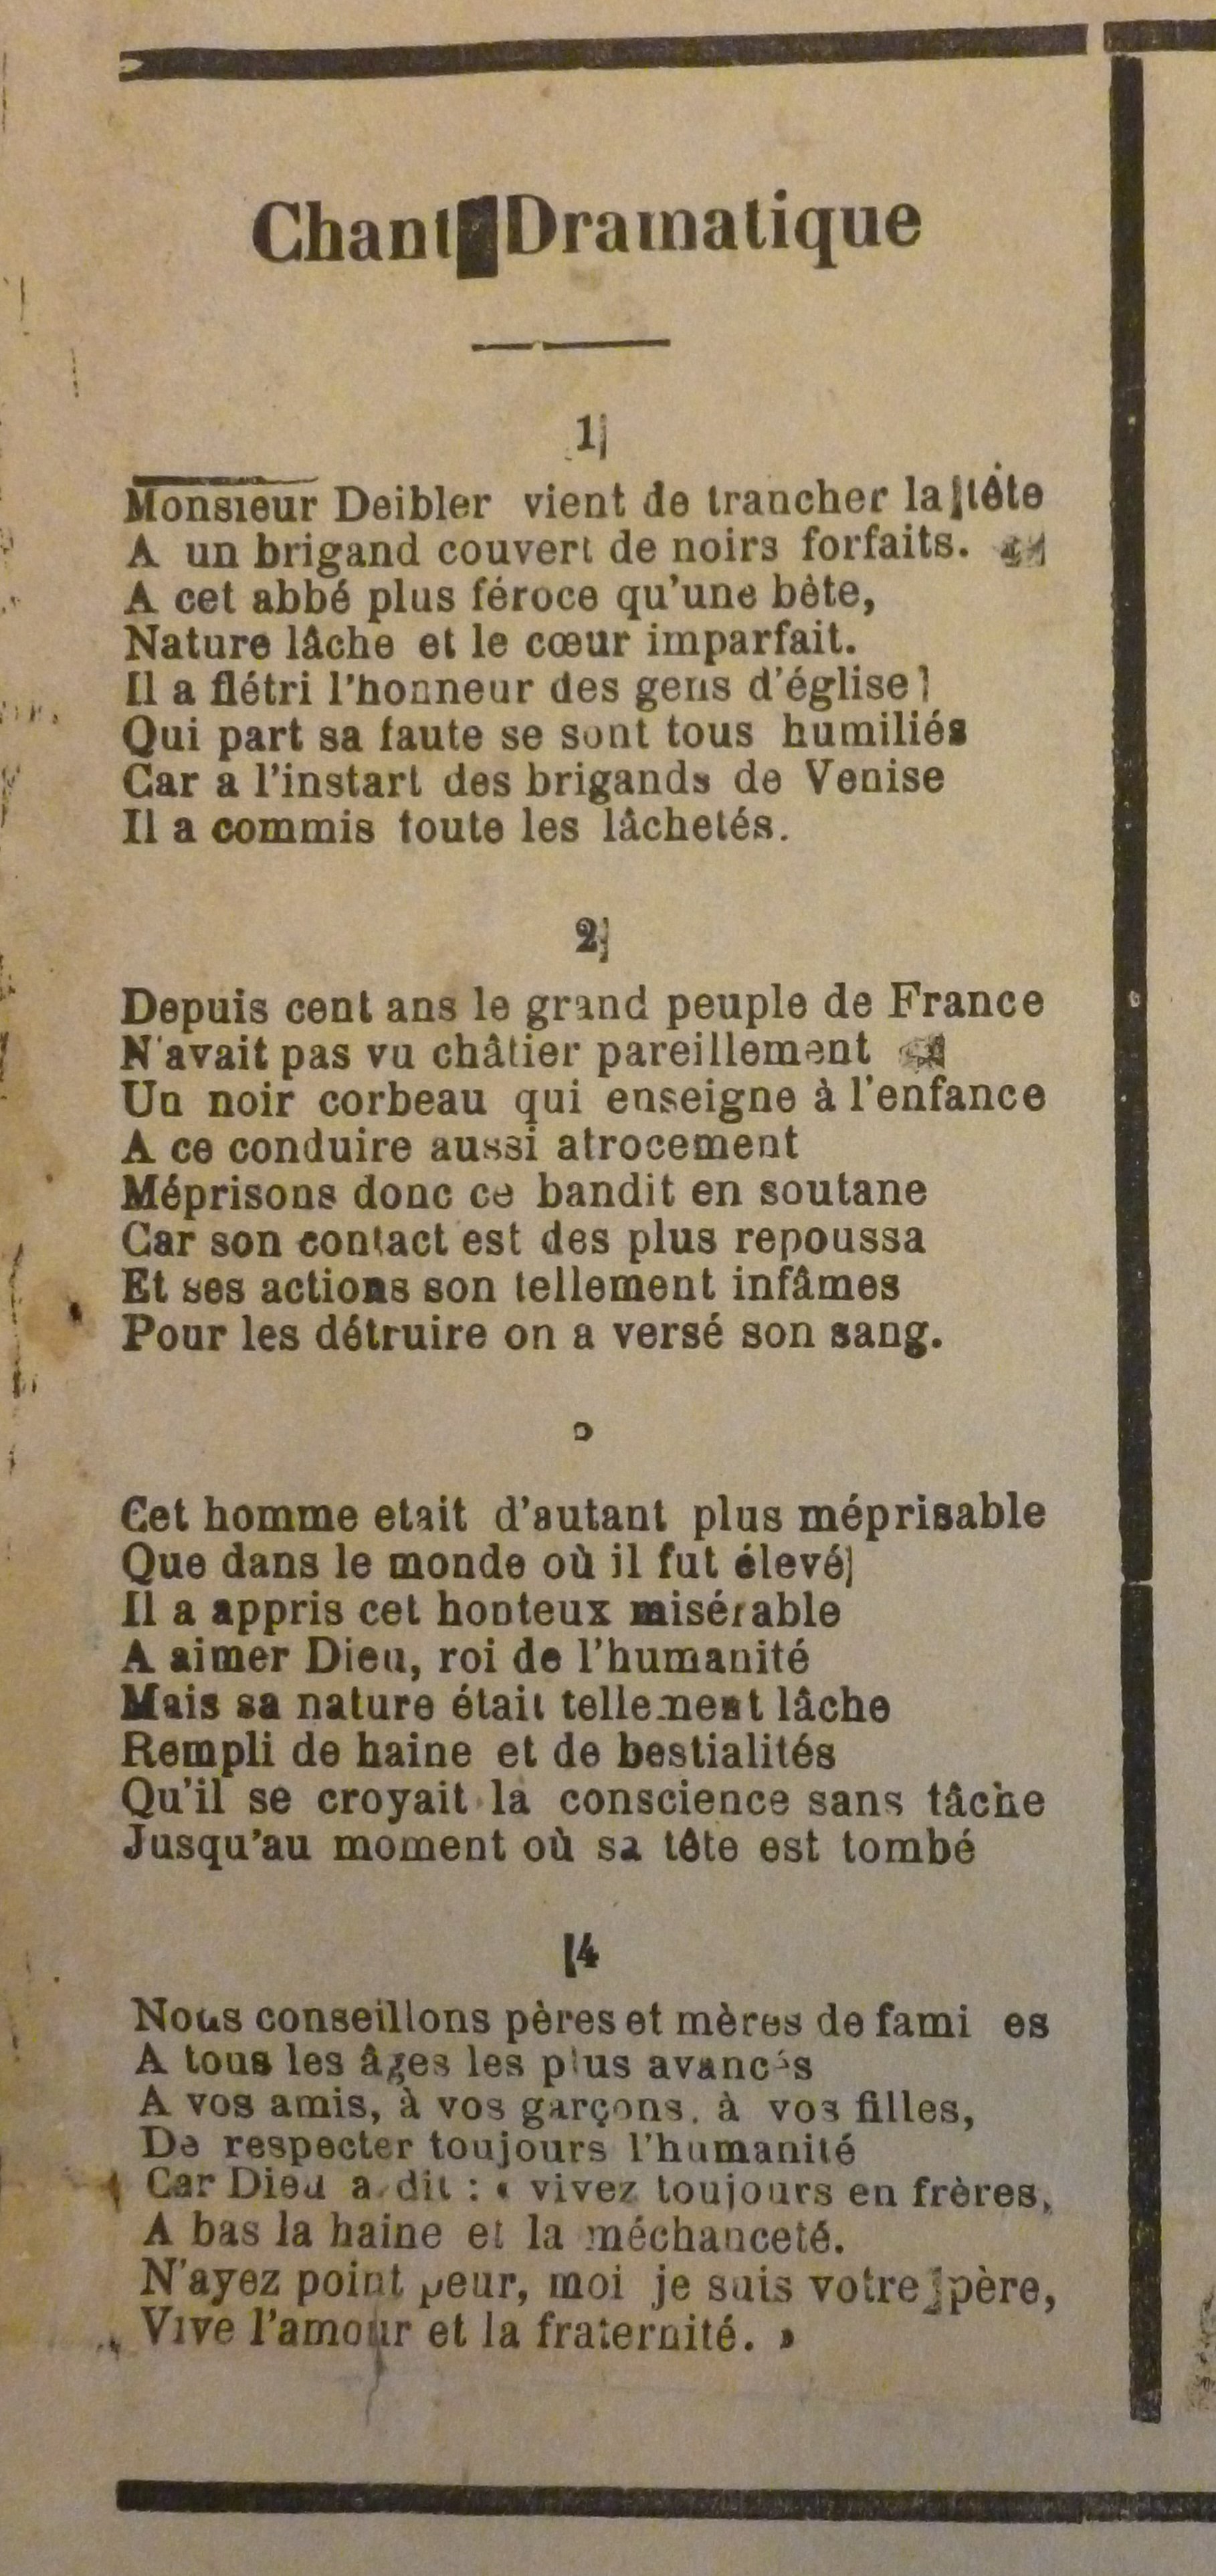 Chant Dramatique
1
Monsieur Deibler vient de trancher la tête
A un brigand couvert de noirs forfaits.
A cet abbé plus féroce qu'une bète,
Nature lâche et le cœur imparfait.
Il a flétri l'honneur des gens d'église
Qui part sa faute se sont tous humiliés
Car a l'instart des brigands de Venise
Il a commis toute les lâchetés.
2
Depuis cent ans le grand peuple de France
N'avait pas vu châtier pareillement
Un noir corbeau qui enseigne à l'enfance
A ce conduire aussi atrocement
Méprisons donc ce bandit en soutane
Car son contact est des plus repoussa
Et ses actions son tellement infâmes
Pour les détruire on a versé son sang.
Cet homme etait d'autant plus méprisable
Que dans le monde où il fut élevé
Il a appris cet honteux misérable
A aimer Dieu, roi de l'humanité
Mais sa nature était tellement lâche
Rempli de haine et de bestialités
Qu'il se croyait la conscience sans tâche
Jusqu'au moment où sa tête est tombé
4
Nous conseillons pères et mères de fami es
A tous les âges les plus avancés
A vos amis, à vos garçons, à vos filles,
De respecter toujours l'humanité
Car Dieu a dit : « vivez toujours en frères,
A bas la haine et la méchanceté.
N'ayez point peur, moi je suis votre père,
Vive l'amour et la fraternité. »